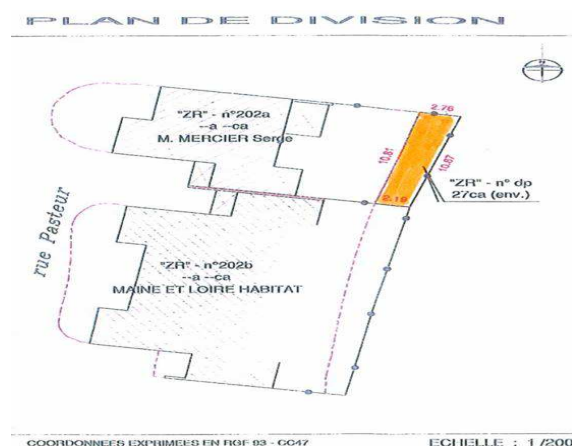 PLAN DE DIVISION
N
"ZR" - n°202a
--a --ca
M. MERCIER Serge
2.76
10.81
10.67
2.19
"ZR" - n° dp
27ca (env.)
rue Pasteur
"ZR" - n°202b
--a --ca
MAINE ET LOIRE HABITAT
COORDONNEES EXPRIMEES EN RGF 93 - CC47
ECHELLE : 1/200